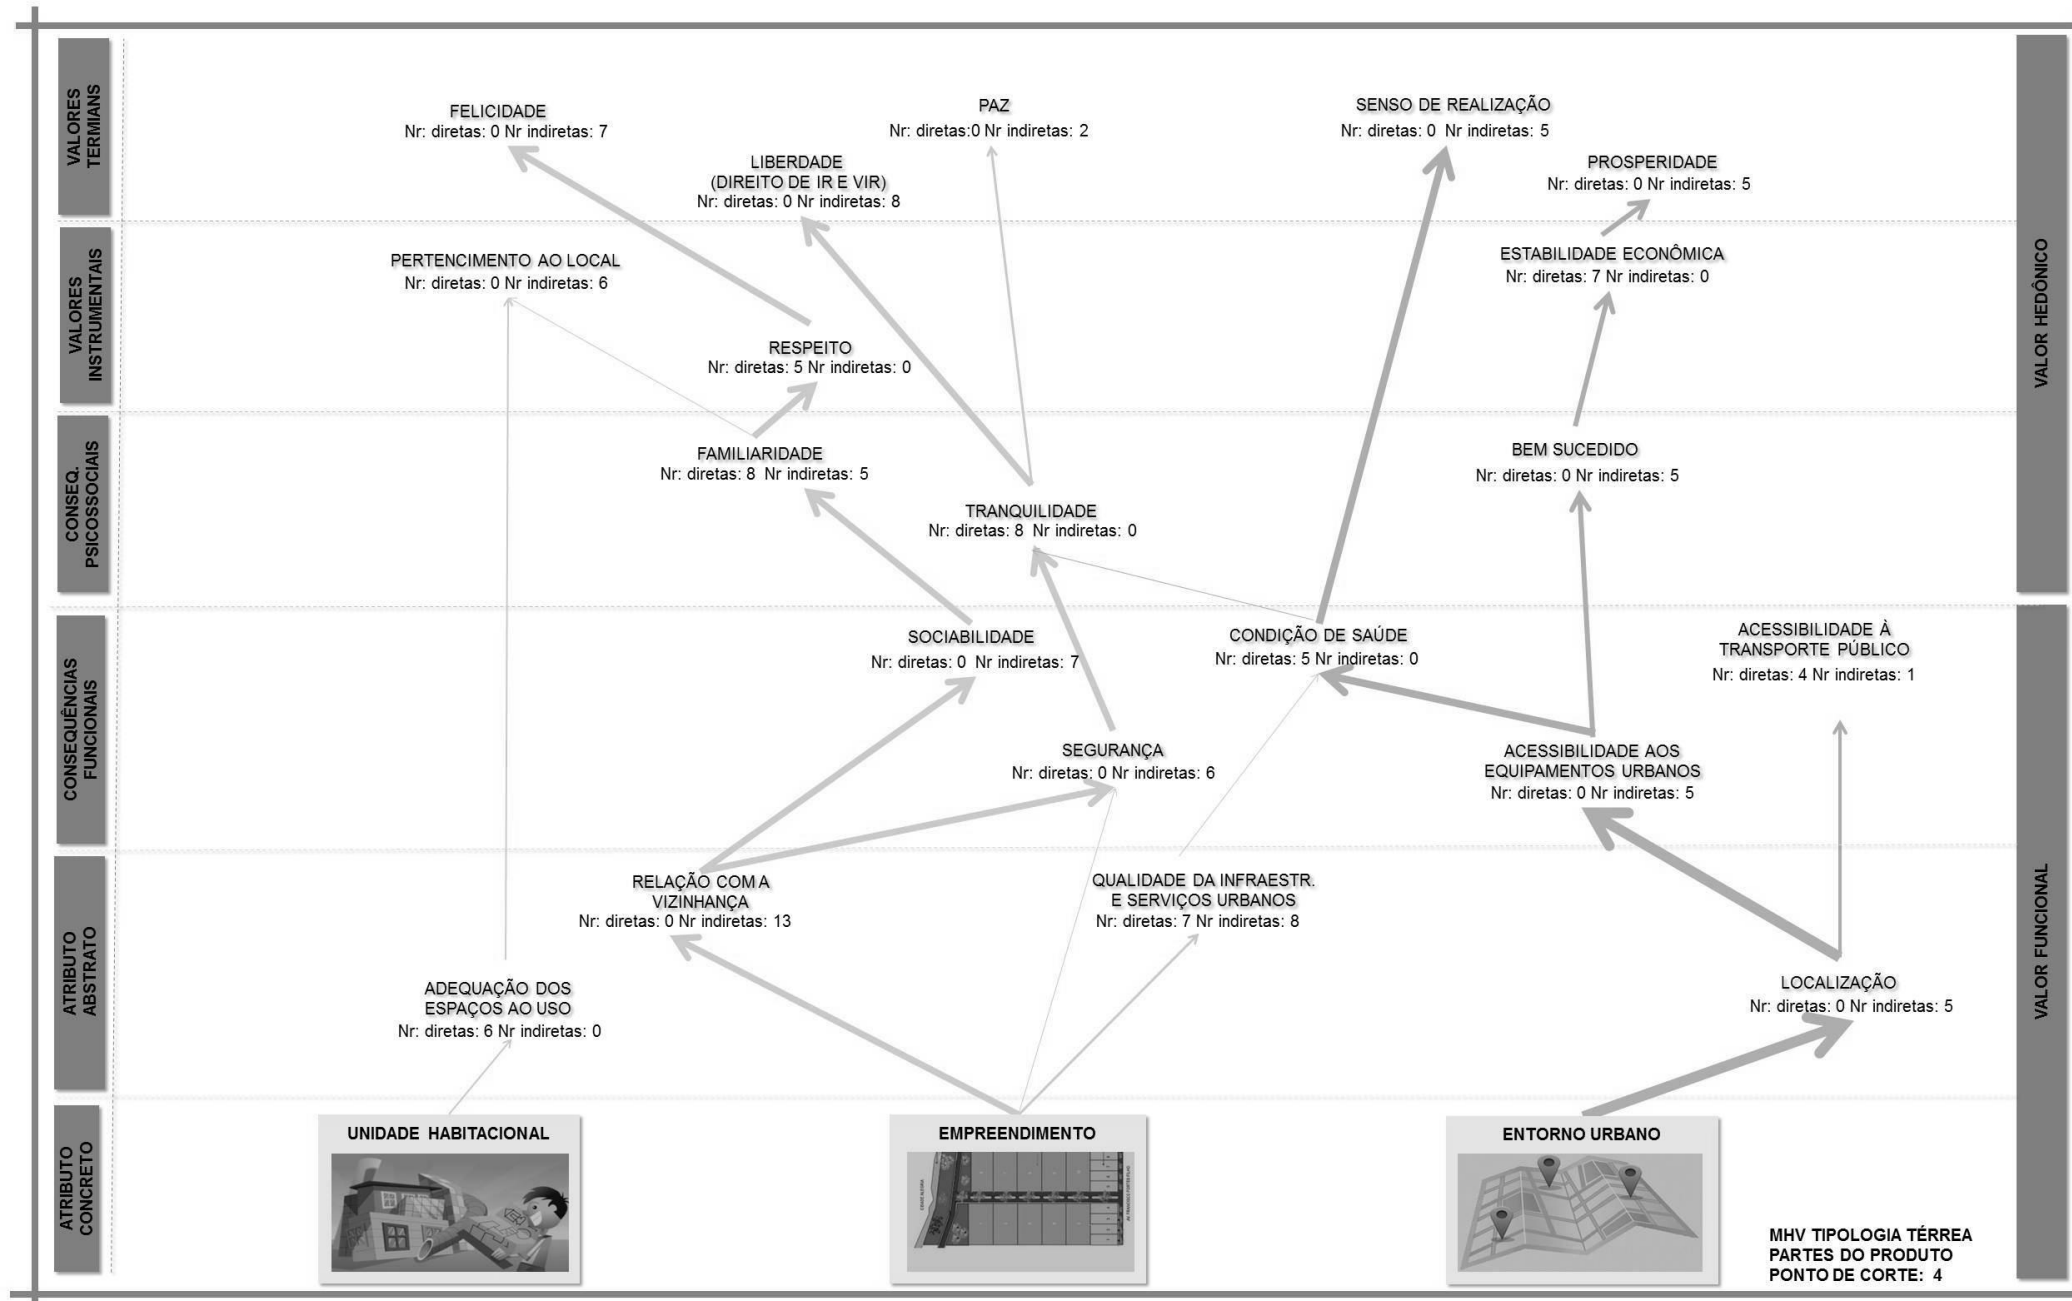 VALORES
TERMIANS
FELICIDADE
Nr: diretas: 0 Nr indiretas: 7
PAZ
Nr: diretas:0 Nr indiretas: 2
SENSO DE REALIZAÇÃO
Nr: diretas: 0 Nr indiretas: 5
LIBERDADE
(DIREITO DE IR E VIR)
Nr: diretas: 0 Nr indiretas: 8
PROSPERIDADE
Nr: diretas: 0 Nr indiretas: 5
VALORES
INSTRUMENTAIS
PERTENCIMENTO AO LOCAL
Nr: diretas: 0 Nr indiretas: 6
ESTABILIDADE ECONÔMICA
Nr: diretas: 7 Nr indiretas: 0
RESPEITO
Nr: diretas: 5 Nr indiretas: 0
VALOR HEDÔNICO
CONSEQ.
PSICOSSOCIAIS
FAMILIARIDADE
Nr: diretas: 8 Nr indiretas: 5
BEM SUCEDIDO
Nr: diretas: 0 Nr indiretas: 5
TRANQUILIDADE
Nr: diretas: 8 Nr indiretas: 0
CONSEQUÊNCIAS
FUNCIONAIS
SOCIABILIDADE
Nr: diretas: 0 Nr indiretas: 7
CONDIÇÃO DE SAÚDE
Nr: diretas: 5 Nr indiretas: 0
ACESSIBILIDADE À
TRANSPORTE PÚBLICO
Nr: diretas: 4 Nr indiretas: 1
SEGURANÇA
Nr: diretas: 0 Nr indiretas: 6
ACESSIBILIDADE AOS
EQUIPAMENTOS URBANOS
Nr: diretas: 0 Nr indiretas: 5
ATRIBUTO
ABSTRATO
RELAÇÃO COM A
VIZINHANÇA
Nr: diretas: 0 Nr indiretas: 13
QUALIDADE DA INFRAESTR.
E SERVIÇOS URBANOS
Nr: diretas: 7 Nr indiretas: 8
ADEQUAÇÃO DOS
ESPAÇOS AO USO
Nr: diretas: 6 Nr indiretas: 0
LOCALIZAÇÃO
Nr: diretas: 0 Nr indiretas: 5
VALOR FUNCIONAL
ATRIBUTO
CONCRETO
UNIDADE HABITACIONAL
EMPREENDIMENTO
ENTORNO URBANO
MHV TIPOLOGIA TÉRREA
PARTES DO PRODUTO
PONTO DE CORTE: 4